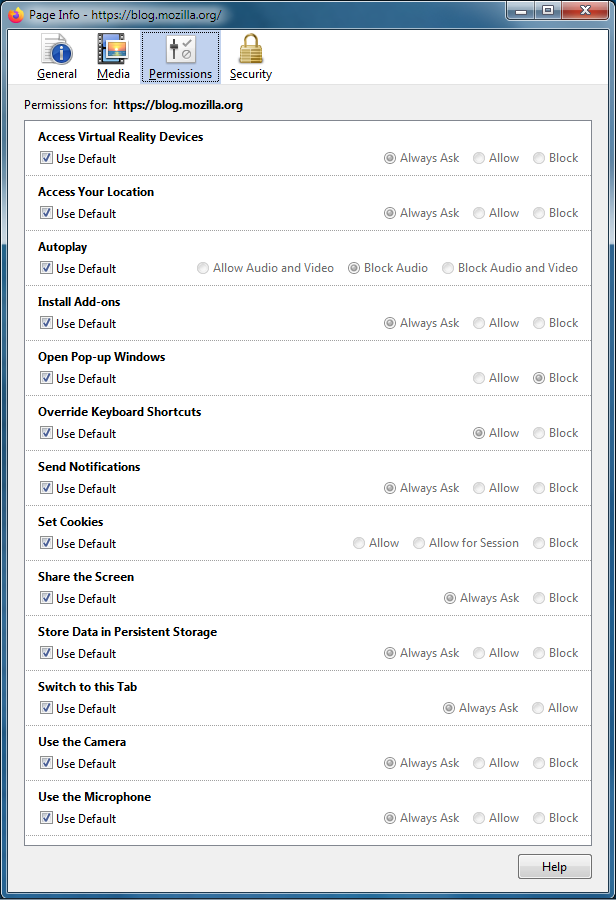 Page Info - https://blog.mozilla.org/
General Media Permissions Security
Permissions for: https://blog.mozilla.org
Access Virtual Reality Devices
Use Default Always Ask Allow Block
Access Your Location
Use Default Always Ask Allow Block
Autoplay
Use Default Allow Audio and Video Block Audio Block Audio and Video
Install Add-ons
Use Default Always Ask Allow Block
Open Pop-up Windows
Use Default Allow Block
Override Keyboard Shortcuts
Use Default Allow Block
Send Notifications
Use Default Always Ask Allow Block
Set Cookies
Use Default Allow Allow for Session Block
Share the Screen
Use Default Always Ask Block
Store Data in Persistent Storage
Use Default Always Ask Allow Block
Switch to this Tab
Use Default Always Ask Allow
Use the Camera
Use Default Always Ask Allow Block
Use the Microphone
Use Default Always Ask Allow Block
Help